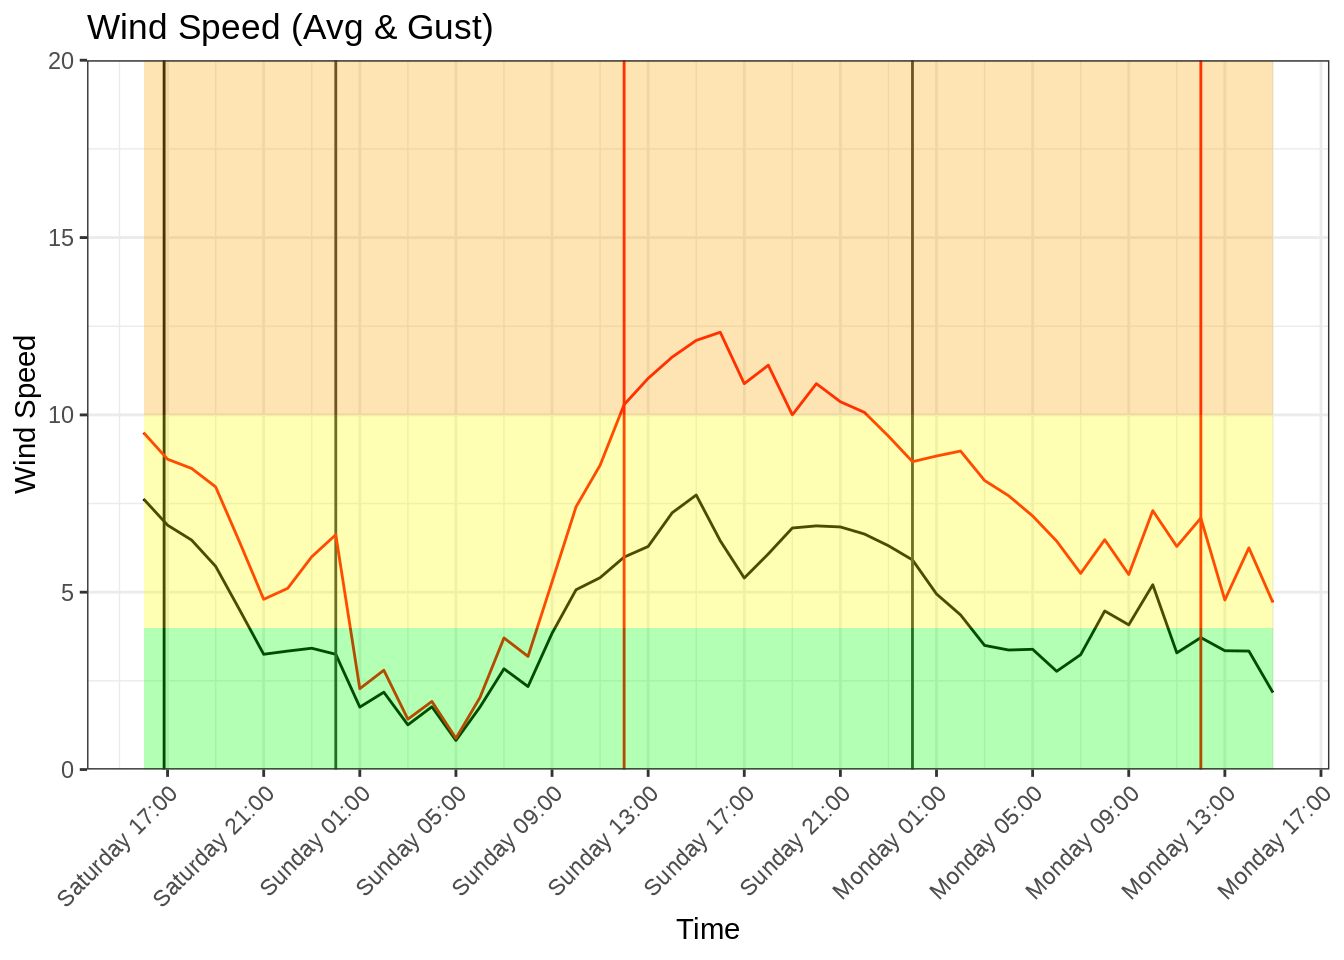 Wind Speed (Avg & Gust)
Wind Speed
20
15
10
5
0
Saturday 17:00
Saturday 21:00
Sunday 01:00
Sunday 05:00
Sunday 09:00
Sunday 13:00
Sunday 17:00
Sunday 21:00
Monday 01:00
Monday 05:00
Monday 09:00
Monday 13:00
Monday 17:00
Time